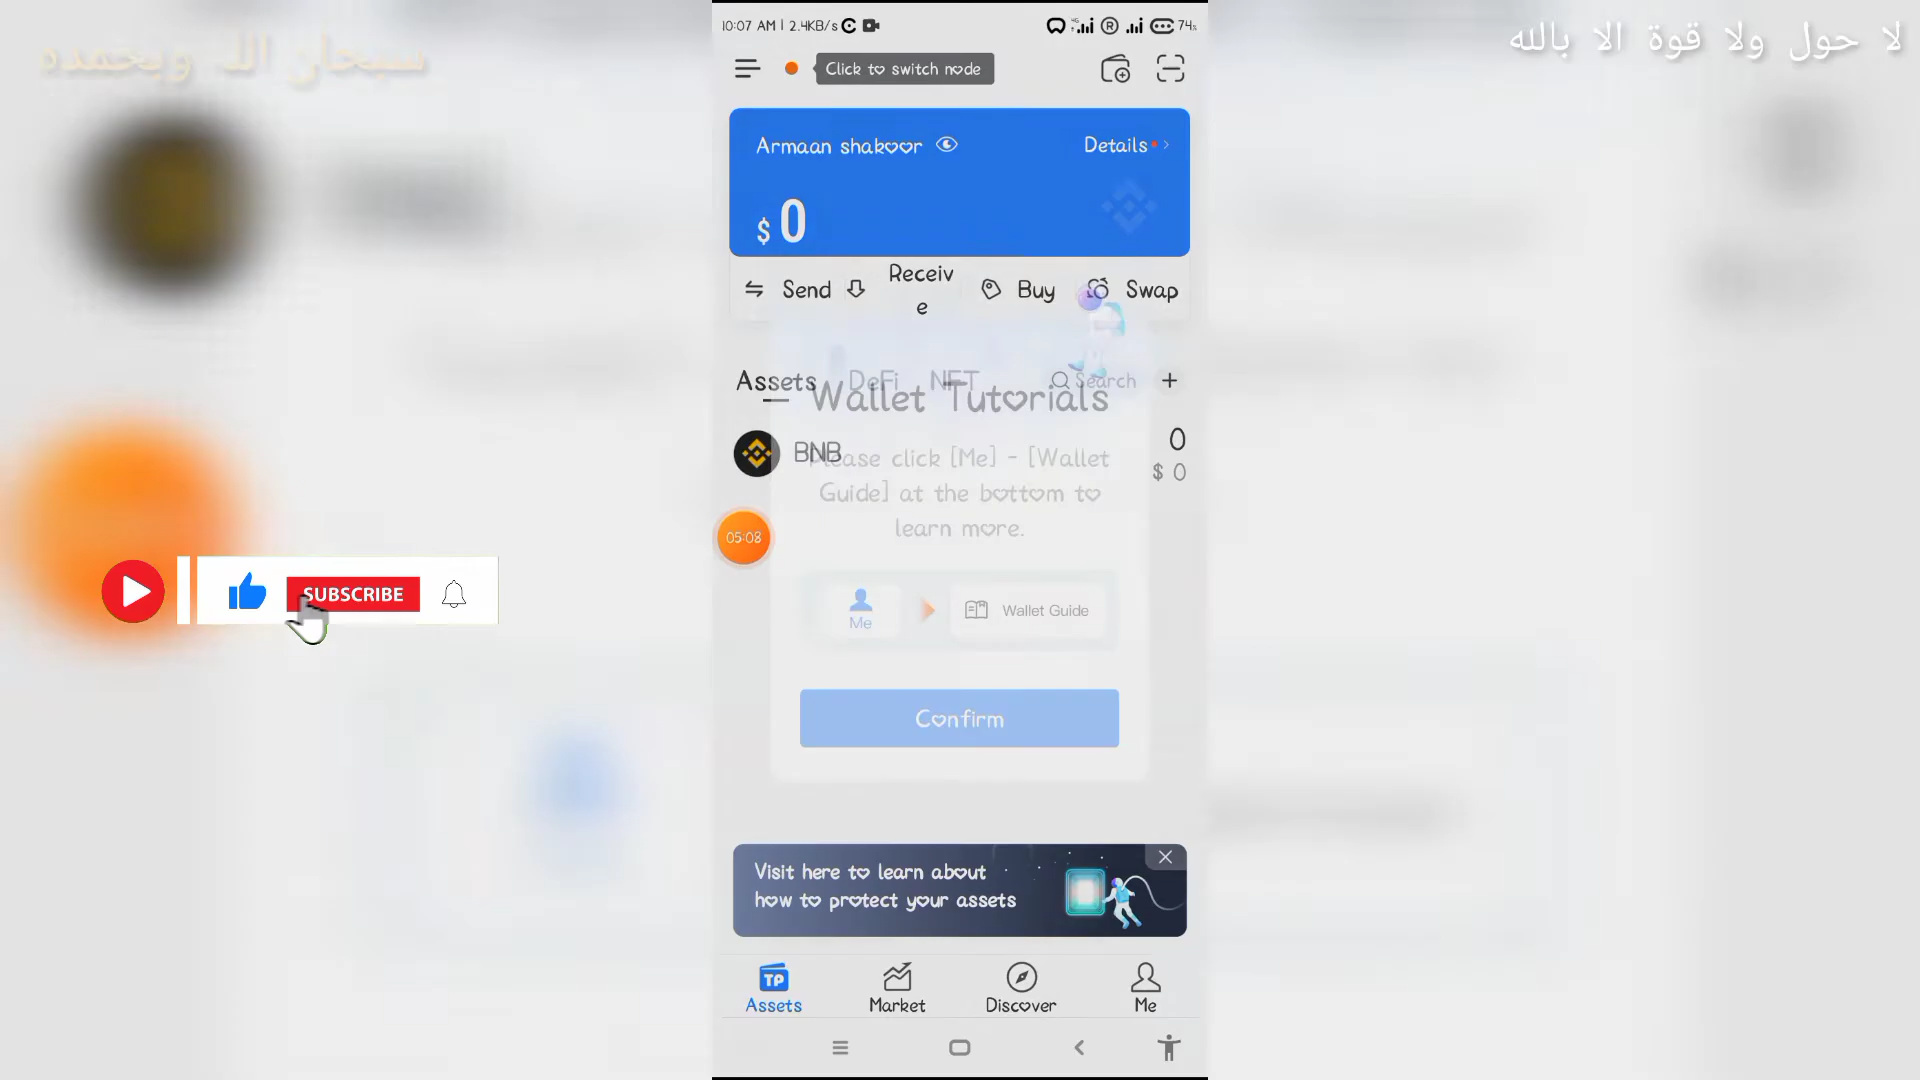 سبحان الله وبحمده
لا حول ولا قوة الا بالله
10:07 AM | 2.4KB/s
74%
Click to switch node
Armaan shakoor
Details
$ 0
Send
Receiv
e
Buy
Swap
Assets
DeFi
NFT
Search
Wallet Tutorials
BNB
0
$ 0
Please click [Me] - [Wallet
Guide] at the bottom to
learn more.
05:08
SUBSCRIBE
Me
Wallet Guide
Confirm
Visit here to learn about
how to protect your assets
TP
Assets
Market
Discover
Me